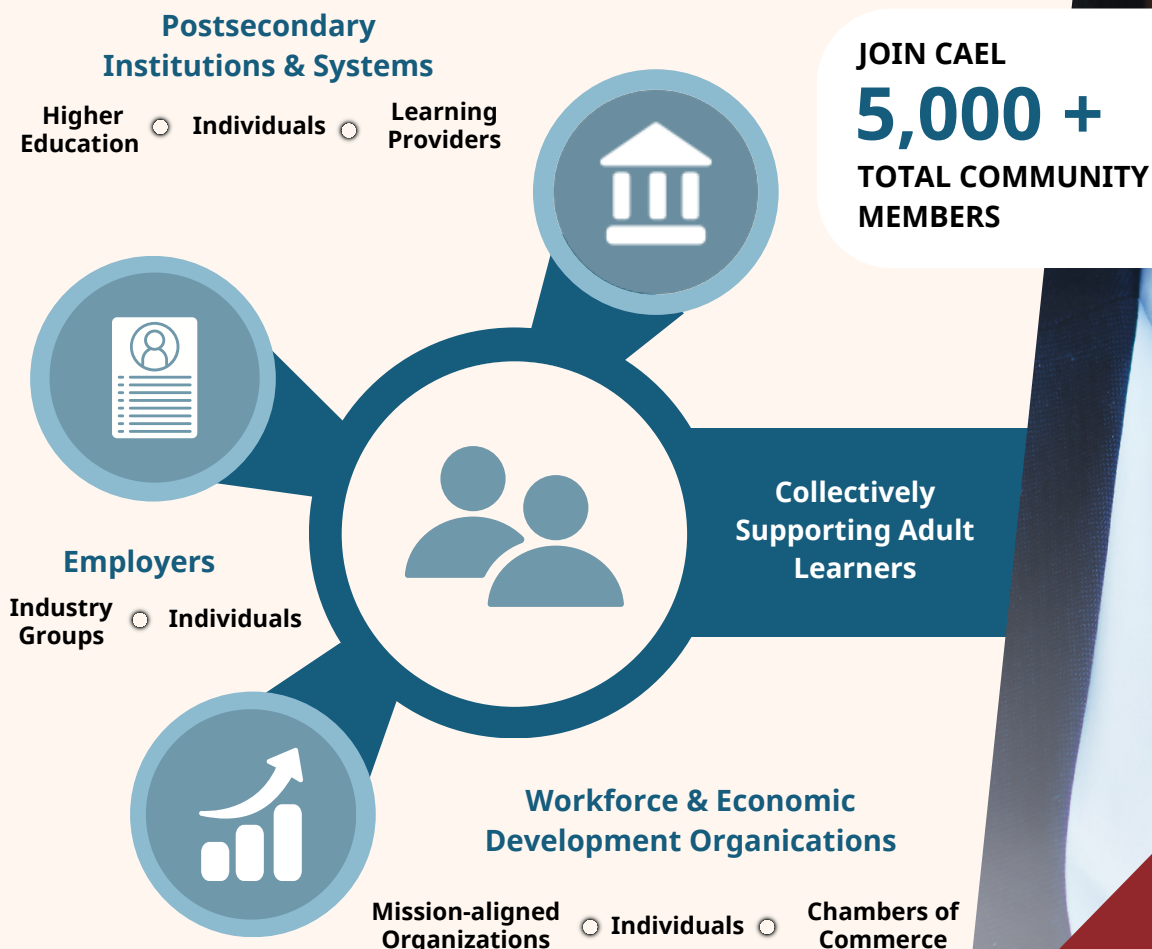 Postsecondary
Institutions & Systems
Higher
Education
Individuals
Learning
Providers
JOIN CAEL
5,000 +
TOTAL COMMUNITY
MEMBERS
Collectively
Supporting Adult
Learners
Employers
Industry
Groups
Individuals
Workforce & Economic
Development Organications
Mission-aligned
Organizations
Individuals
Chambers of
Commerce